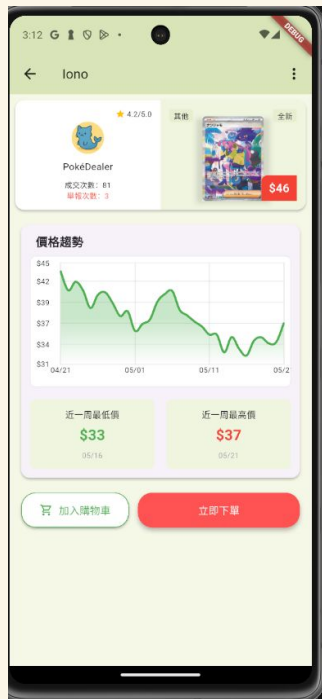 3:12
DEBUG
Iono
4.2/5.0
PokéDealer
成交次數: 81
舉報次數: 3
其他
全新
$46
價格趨勢
$45
$42
$39
$37
$34
$31
04/21
05/01
05/11
05/2
近一周最低價
$33
05/16
近一周最高價
$37
05/21
加入購物車
立即下單